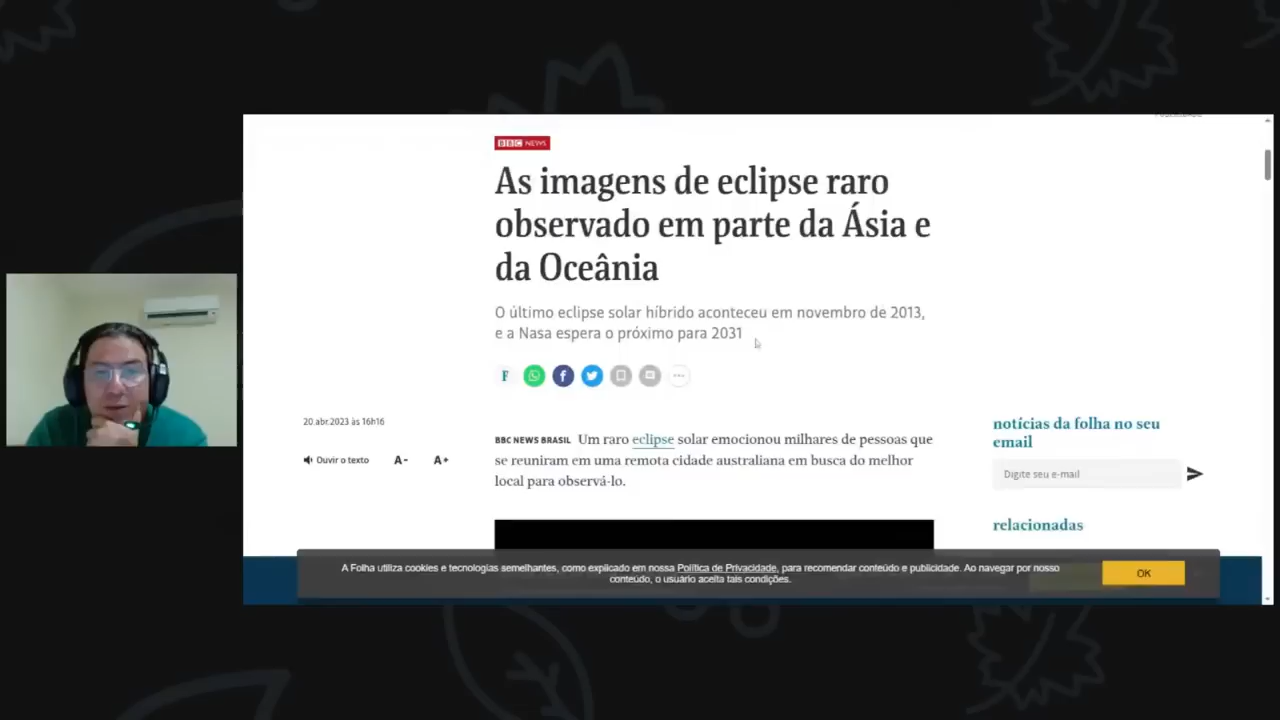 BBC NEWS
As imagens de eclipse raro
observado em parte da Ásia e
da Oceânia
O último eclipse solar híbrido aconteceu em novembro de 2013,
e a Nasa espera o próximo para 2031
F
20.abr.2023 às 16h16
Ouvir o texto A- A+
BBC NEWS BRASIL Um raro eclipse solar emocionou milhares de pessoas que
se reuniram em uma remota cidade australiana em busca do melhor
local para observá-lo.
notícias da folha no seu
email
Digite seu e-mail
relacionadas
A Folha utiliza cookies e tecnologias semelhantes, como explicado em nossa Política de Privacidade, para recomendar conteúdo e publicidade. Ao navegar por nosso
conteúdo, o usuário aceita tais condições.
OK